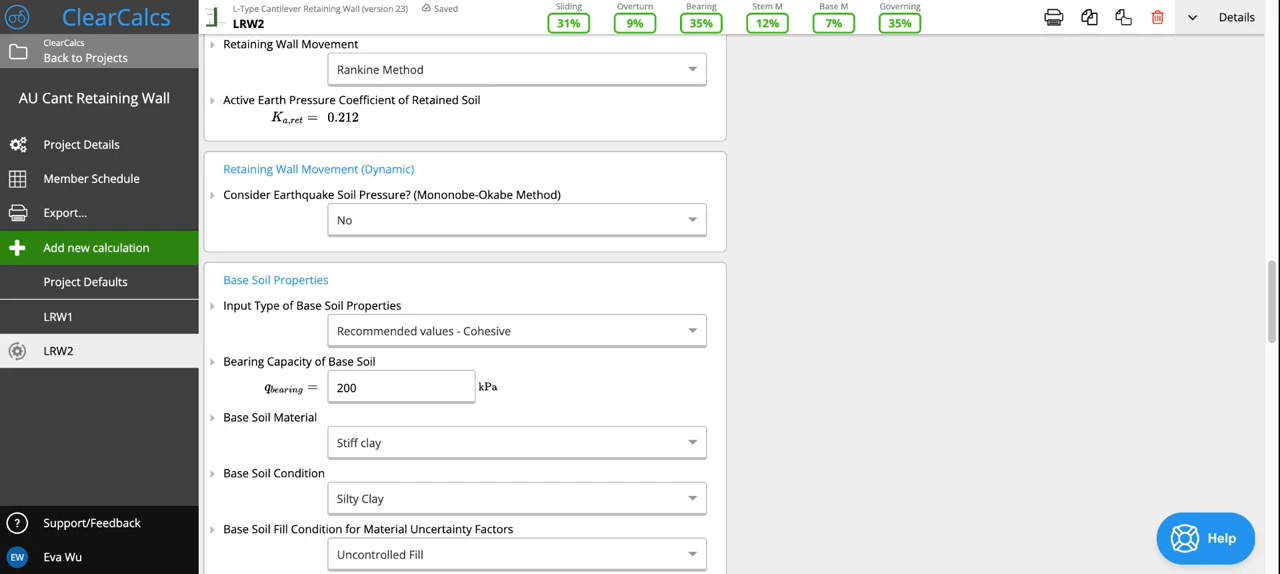 ClearCalcs
L-Type Cantilever Retaining Wall (version 23) Saved
LRW2
Sliding Overturn Bearing Stem M Base M Governing
31% 9% 35% 12% 7% 35%
Details
ClearCalcs
Back to Projects
AU Cant Retaining Wall
Project Details
Member Schedule
Export...
Add new calculation
Project Defaults
LRW1
LRW2
? Support/Feedback
EW Eva Wu
Retaining Wall Movement
Rankine Method
Active Earth Pressure Coefficient of Retained Soil
Ka,ret = 0.212
Retaining Wall Movement (Dynamic)
Consider Earthquake Soil Pressure? (Mononobe-Okabe Method)
No
Base Soil Properties
Input Type of Base Soil Properties
Recommended values - Cohesive
Bearing Capacity of Base Soil
qbearing = 200 kPa
Base Soil Material
Stiff clay
Base Soil Condition
Silty Clay
Base Soil Fill Condition for Material Uncertainty Factors
Uncontrolled Fill
Help